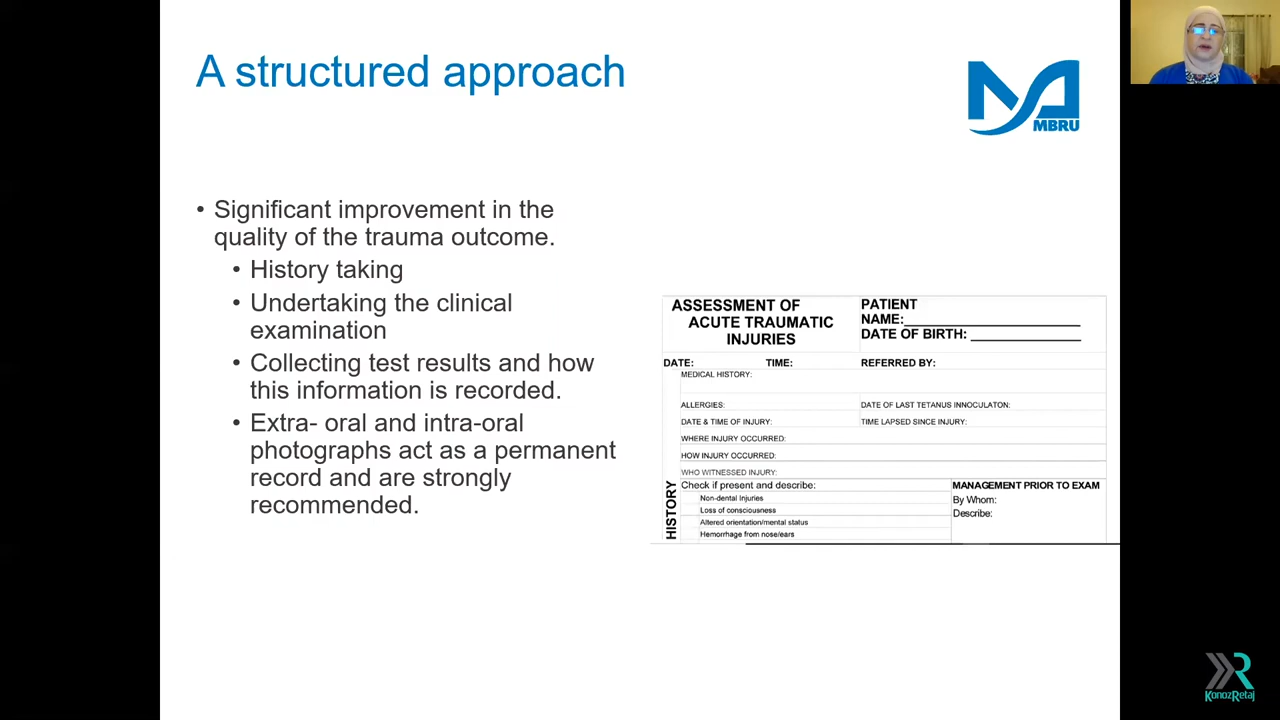 A structured approach
MBRU
• Significant improvement in the
quality of the trauma outcome.
• History taking
• Undertaking the clinical
examination
• Collecting test results and how
this information is recorded.
• Extra- oral and intra-oral
photographs act as a permanent
record and are strongly
recommended.
ASSESSMENT OF
ACUTE TRAUMATIC
INJURIES
PATIENT
NAME:
DATE OF BIRTH:
DATE: TIME: REFERRED BY:
MEDICAL HISTORY:
ALLERGIES: DATE OF LAST TETANUS INNOCULATON:
DATE & TIME OF INJURY: TIME LAPSED SINCE INJURY:
WHERE INJURY OCCURRED:
HOW INJURY OCCURRED:
WHO WITNESSED INJURY:
HISTORY
Check if present and describe:
Non-dental Injuries
Loss of consciousness
Altered orientation/mental status
Hemorrhage from nose/ears
MANAGEMENT PRIOR TO EXAM
By Whom:
Describe:
KonozRetaj